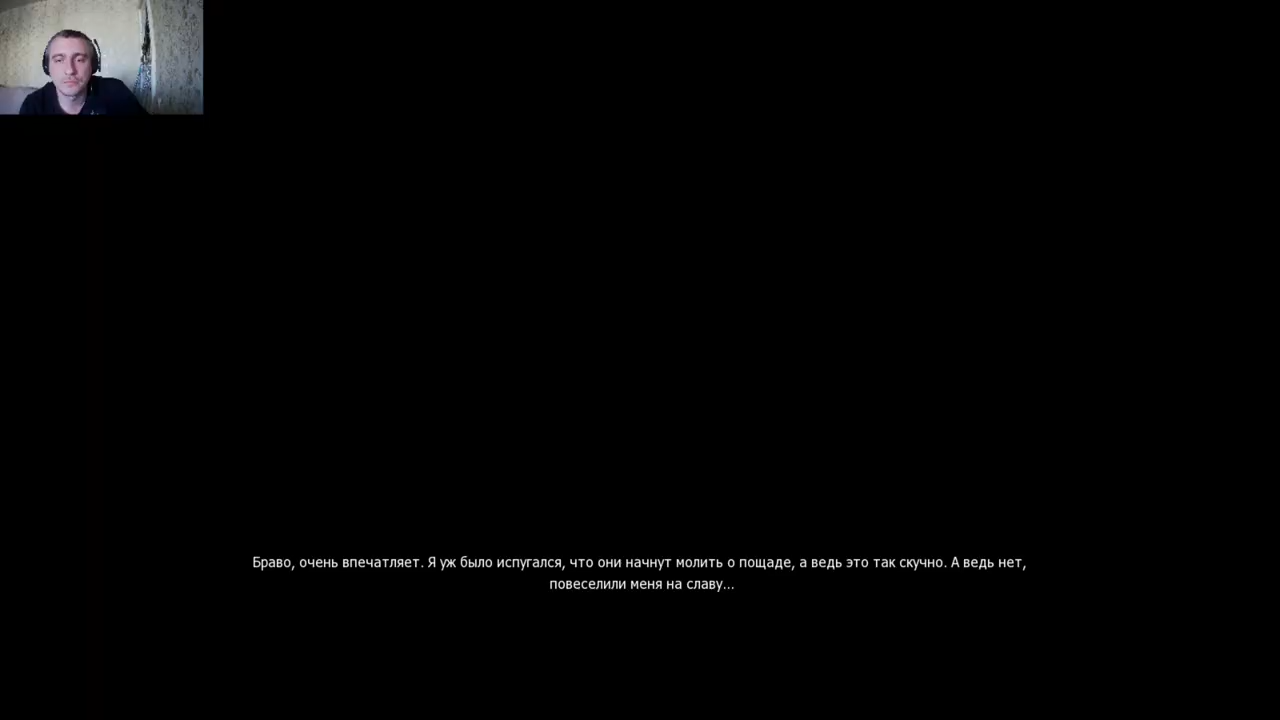 Браво, очень впечатляет. Я уж было испугался, что они начнут молить о пощаде, а ведь это так скучно. А ведь нет,
повеселили меня на славу...